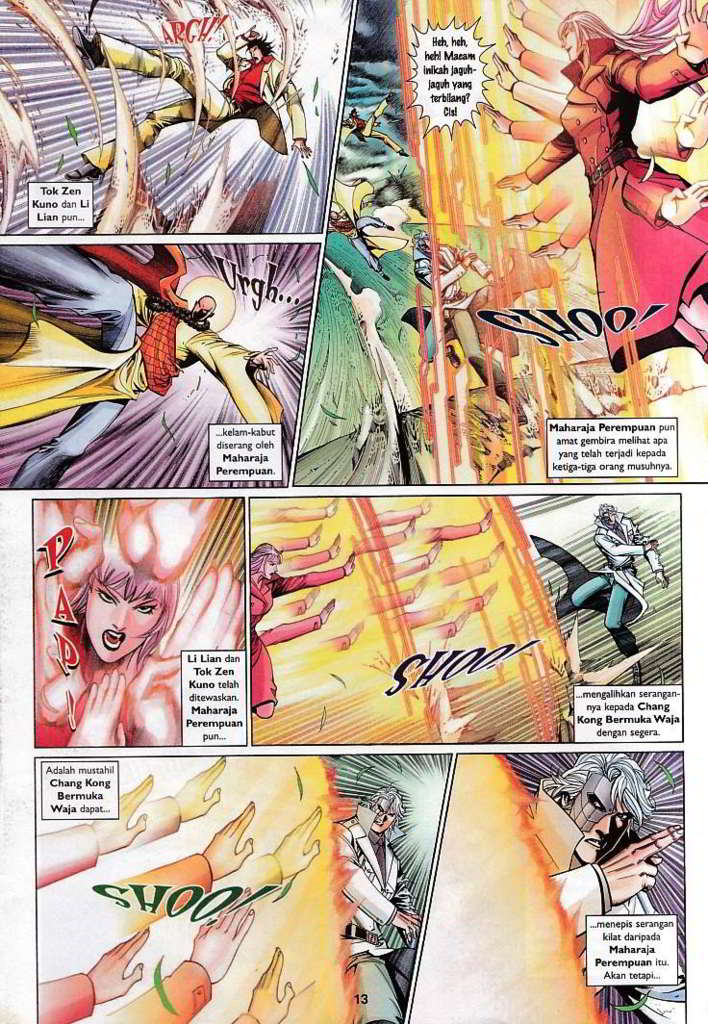 ARGH!
Tok Zen
Kuno dan Li
Lian pun...
Urgh...
...kelam-kabut
diserang oleh
Maharaja
Perempuan.
Heh, heh,
heh! Macam
inikah jaguh-
jaguh yang
terbilang?
Cis!
SHOO!
Maharaja Perempuan pun
amat gembira melihat apa
yang telah terjadi kepada
ketiga-tiga orang musuhnya.
PAP!
Li Lian dan
Tok Zen
Kuno telah
ditewaskan.
Maharaja
Perempuan
pun...
SHOO!
...mengalihkan serangan-
nya kepada Chang
Kong Bermuka Waja
dengan segera.
Adalah mustahil
Chang Kong
Bermuka
Waja dapat...
SHOO!
...menepis serangan
kilat daripada
Maharaja
Perempuan itu.
Akan tetapi...
13